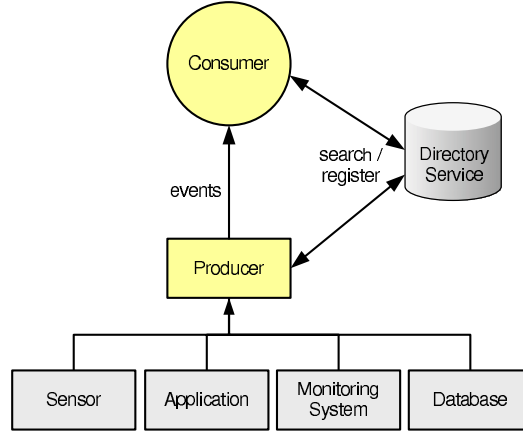 Consumer
search /
register
Directory
Service
events
Producer
Sensor
Application
Monitoring
System
Database